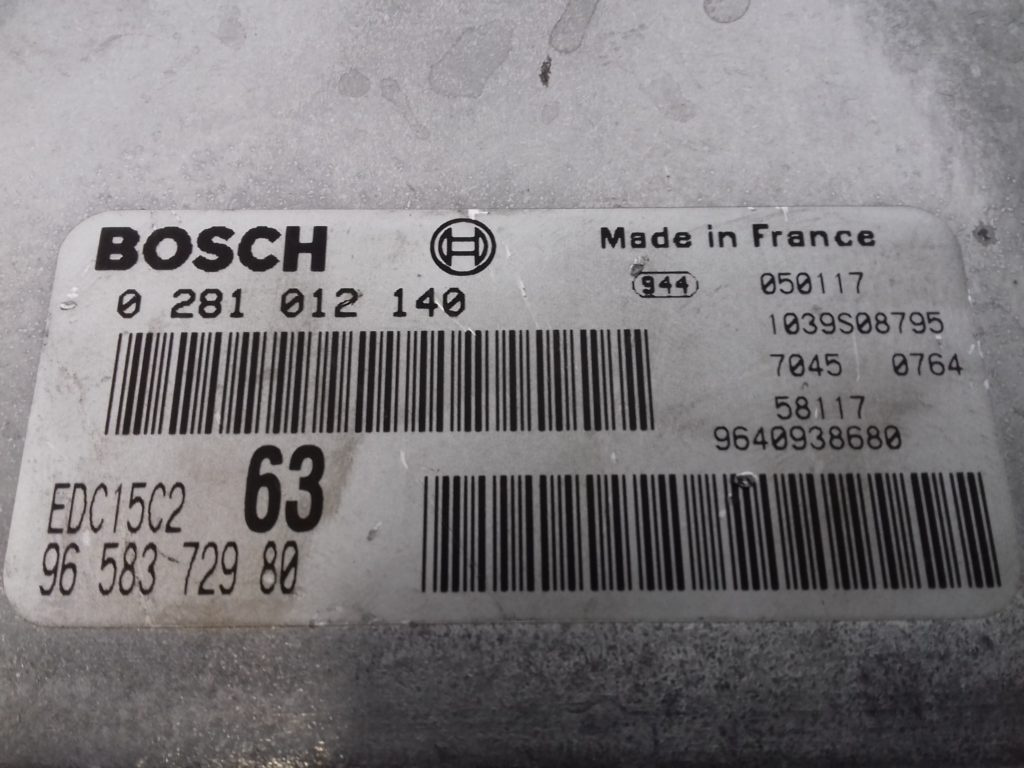 BOSCH
Made in France
0 281 012 140
944
050117
1039S08795
7045 0764
58117
9640938680
63
EDC15C2
96 583 729 80